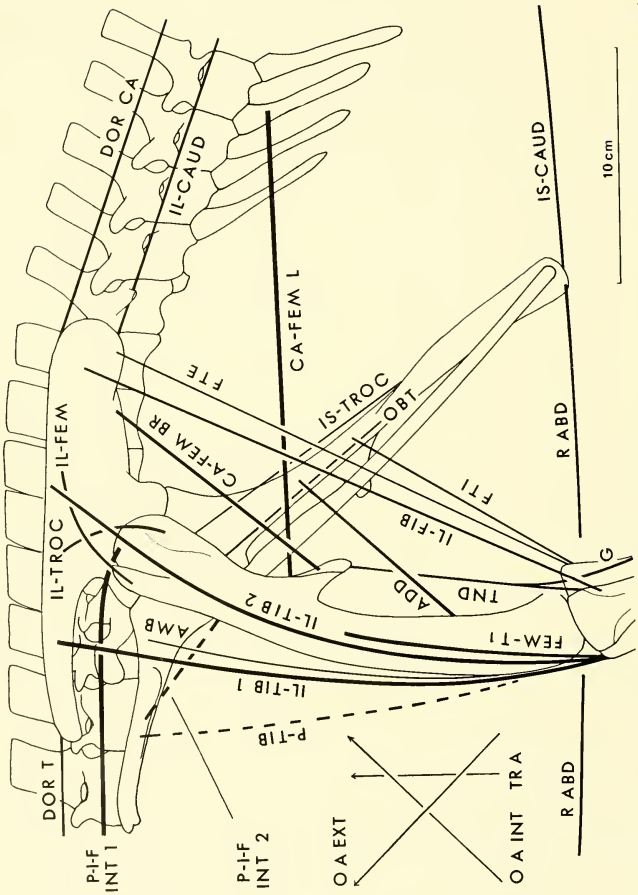 DOR CA
IL-CAUD
IL-FEM
IL-TROC
DOR T
P-I-F
INT 1
FTE
CA-FEM BR
CA-FEM L
IS-TROC
OBT
IL-FIB
FTI
ADD
TND
AMB
IL-TIB 2
IL-TIB 1
FEM-TI
P-TIB
G
P-I-F
INT 2
O A EXT
O A INT
TR A
R ABD
R ABD
IS-CAUD
10 cm